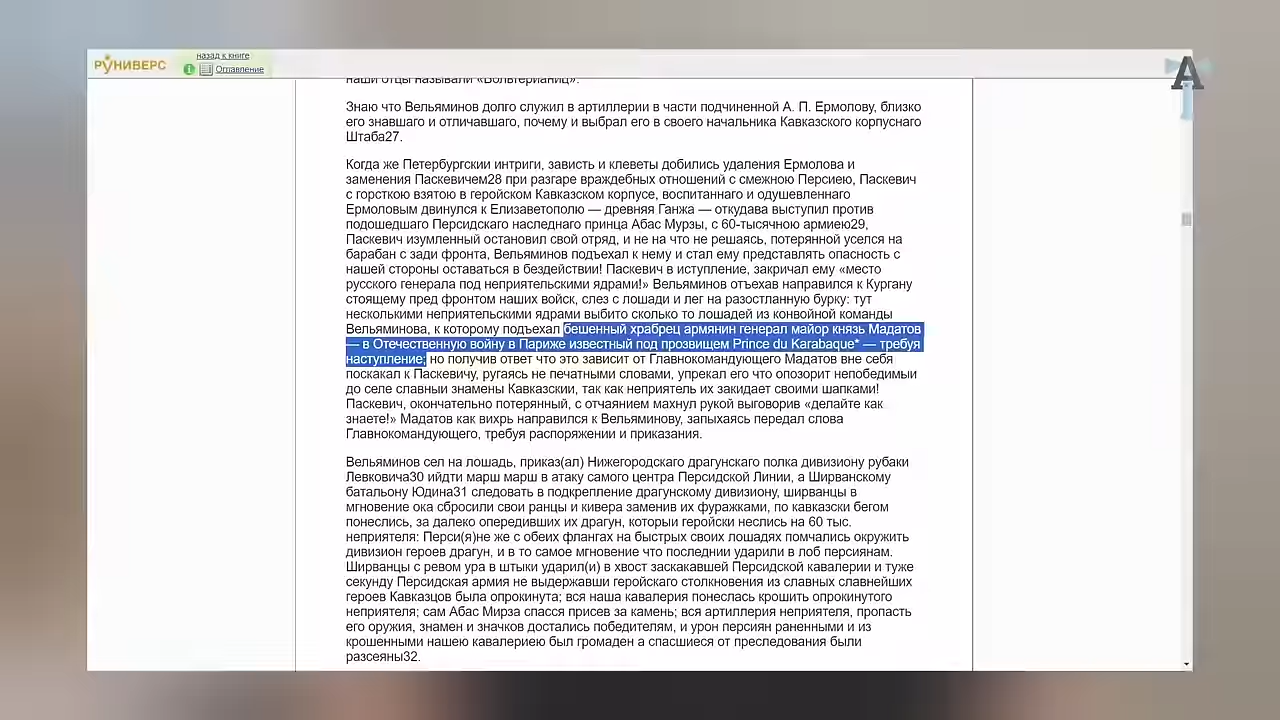 РУНИВЕРС
назад к книге
Оглавление
А
наши отцы называли «Вольтерианиц».
Знаю что Вельяминов долго служил в артиллерии в части подчиненной А. П. Ермолову, близко
его знавшаго и отличавшаго, почему и выбрал его в своего начальника Кавказского корпуснаго
Штаба27.
Когда же Петербургскии интриги, зависть и клеветы добились удаления Ермолова и
заменения Паскевичем28 при разгаре враждебных отношений с смежною Персиею, Паскевич
с горсткою взятою в геройском Кавказском корпусе, воспитаннаго и одушевленнаго
Ермоловым двинулся к Елизаветополю — древняя Ганжа — откудава выступил против
подошедшаго Персидскаго наследнаго принца Абас Мурзы, с 60-тысячною армиею29,
Паскевич изумленный остановил свой отряд, и не на что не решаясь, потерянной уселся на
барабан с зади фронта, Вельяминов подъехал к нему и стал ему представлять опасность с
нашей стороны оставаться в бездействии! Паскевич в иступление, закричал ему «место
русского генерала под неприятельскими ядрами!» Вельяминов отъехав направился к Кургану
стоящему пред фронтом наших войск, слез с лошади и лег на разостланную бурку: тут
несколькими неприятельскими ядрами выбито сколько то лошадей из конвойной команды
Вельяминова, к которому подъехал бешенный храбрец армянин генерал майор князь Мадатов
— в Отечественную войну в Париже известный под прозвищем Prince du Karabaque* — требуя
наступление; но получив ответ что это зависит от Главнокомандующего Мадатов вне себя
поскакал к Паскевичу, ругаясь не печатными словами, упрекал его что опозорит непобедимыи
до селе славныи знамены Кавказскии, так как неприятель их закидает своими шапками!
Паскевич, окончательно потерянный, с отчаянием махнул рукой выговорив «делайте как
знаете!» Мадатов как вихрь направился к Вельяминову, запыхаясь передал слова
Главнокомандующего, требуя распоряжении и приказания.
Вельяминов сел на лошадь, приказ(ал) Нижегородскаго драгунскаго полка дивизиону рубаки
Левковича30 ийдти марш марш в атаку самого центра Персидской Линии, а Ширванскому
батальону Юдина31 следовать в подкрепление драгунскому дивизиону, ширванцы в
мгновение ока сбросили свои ранцы и кивера заменив их фуражками, по кавказски бегом
понеслись, за далеко опередивших их драгун, которыи геройски неслись на 60 тыс.
неприятеля: Перси(я)не же с обеих флангах на быстрых своих лошадях помчались окружить
дивизион героев драгун, и в то самое мгновение что последнии ударили в лоб персиянам.
Ширванцы с ревом ура в штыки ударил(и) в хвост заскакавшей Персидской кавалерии и туже
секунду Персидская армия не выдержавши геройскаго столкновения из славных славнейших
героев Кавказцов была опрокинута; вся наша кавалерия понеслась крошить опрокинутого
неприятеля; сам Абас Мирза спасся присев за камень; вся артиллерия неприятеля, пропасть
его оружия, знамен и значков достались победителям, и урон персиян раненными и из
крошенными нашею кавалериею был громаден а спасшиеся от преследования были
разсеяны32.